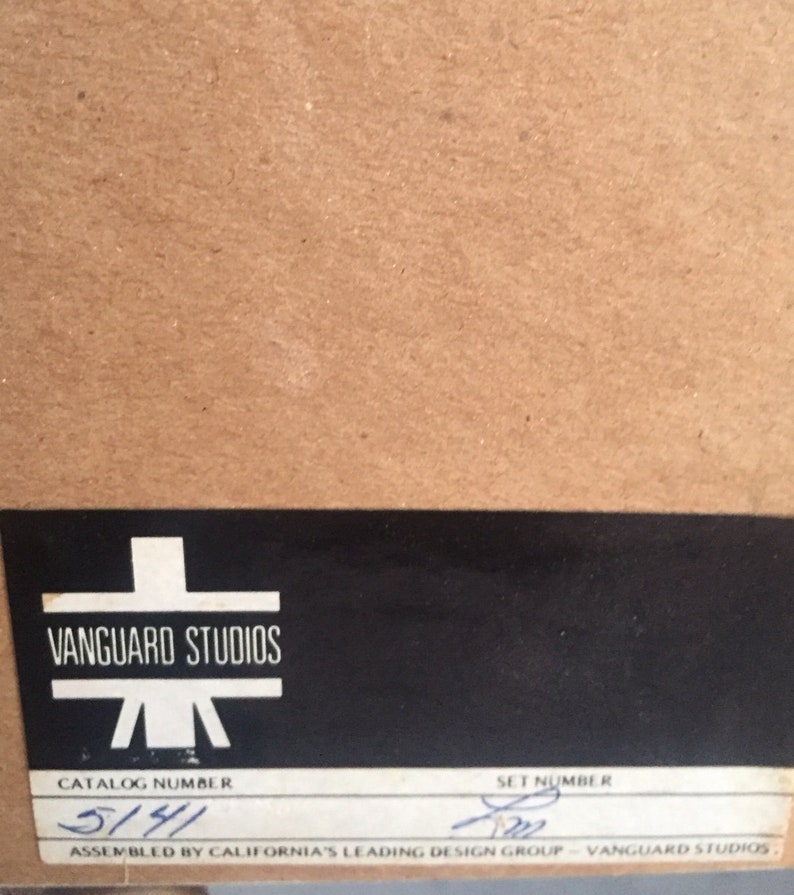 VANGUARD STUDIOS
CATALOG NUMBER SET NUMBER
5141
ASSEMBLED BY CALIFORNIA'S LEADING DESIGN GROUP – VANGUARD STUDIOS